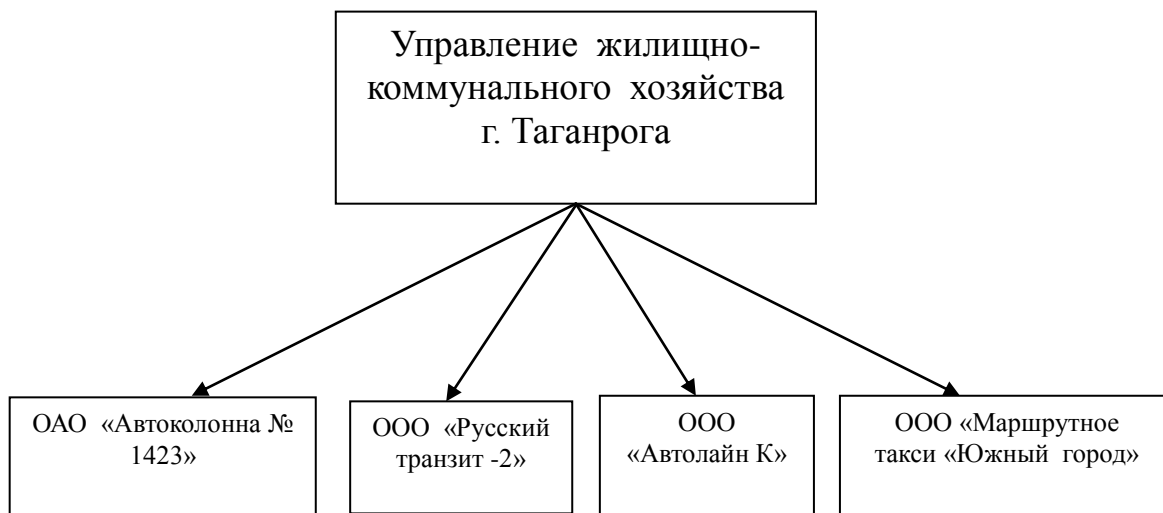 Управление жилищно-
коммунального хозяйства
г. Таганрога
ОАО «Автоколонна №
1423»
ООО «Русский
транзит -2»
ООО
«Автолайн К»
ООО «Маршрутное
такси «Южный город»